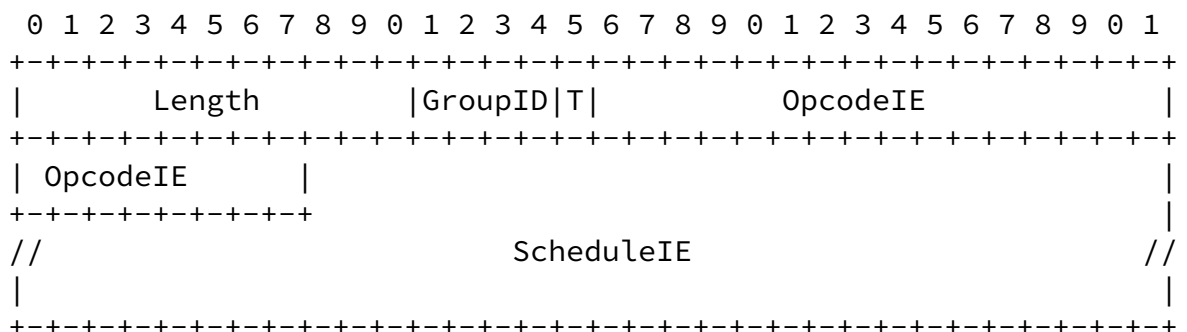 0 1 2 3 4 5 6 7 8 9 0 1 2 3 4 5 6 7 8 9 0 1 2 3 4 5 6 7 8 9 0 1
+-+-+-+-+-+-+-+-+-+-+-+-+-+-+-+-+-+-+-+-+-+-+-+-+-+-+-+-+-+-+-+-+
|       Length        |GroupID|T|          OpcodeIE             |
+-+-+-+-+-+-+-+-+-+-+-+-+-+-+-+-+-+-+-+-+-+-+-+-+-+-+-+-+-+-+-+-+
| OpcodeIE      |                                               |
+-+-+-+-+-+-+-+-+                                               |
//                          ScheduleIE                         //
|                                                               |
+-+-+-+-+-+-+-+-+-+-+-+-+-+-+-+-+-+-+-+-+-+-+-+-+-+-+-+-+-+-+-+-+